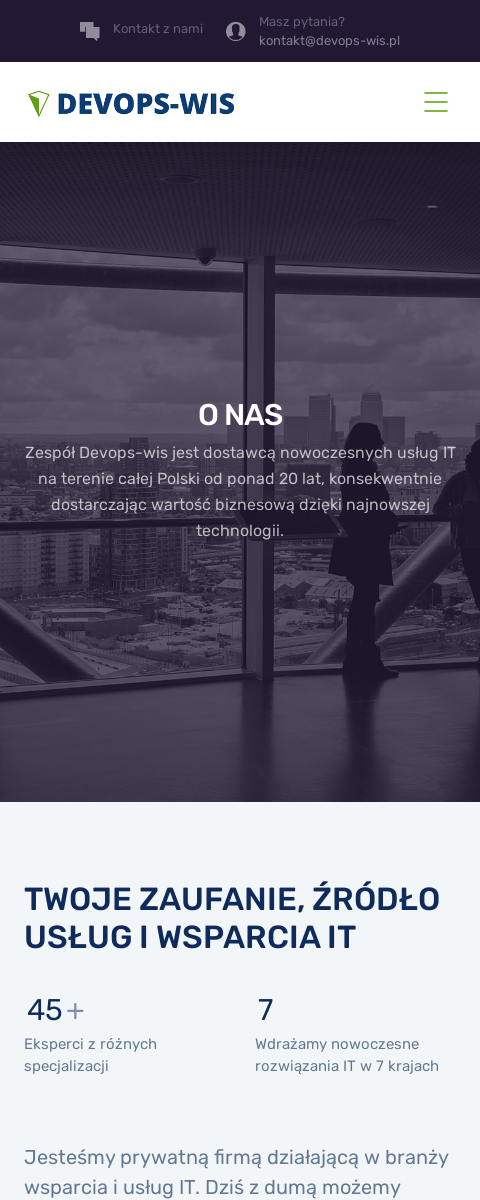 Kontakt z nami
Masz pytania?
kontakt@devops-wis.pl
DEVOPS-WIS
O NAS
Zespół Devops-wis jest dostawcą nowoczesnych usług IT
na terenie całej Polski od ponad 20 lat, konsekwentnie
dostarczając wartość biznesową dzięki najnowszej
technologii.
TWOJE ZAUFANIE, ŹRÓDŁO
USŁUG I WSPARCIA IT
45+
Eksperci z różnych
specjalizacji
7
Wdrażamy nowoczesne
rozwiązania IT w 7 krajach
Jesteśmy prywatną firmą działającą w branży
wsparcia i usług IT. Dziś z dumą możemy